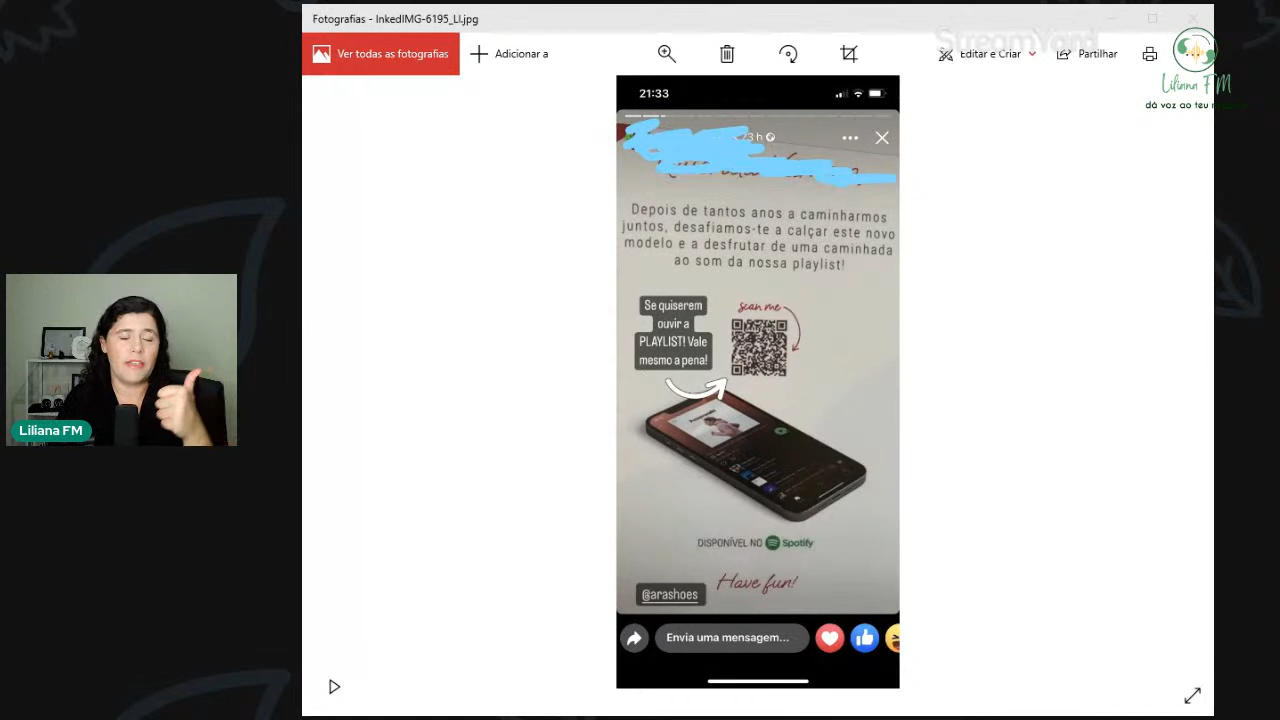 Fotografias - InkedIMG-6195_LI.jpg
StreamYard
Ver todas as fotografias
Adicionar a
Editar e Criar
Partilhar
Liliana FM
dá voz ao teu
21:33
23 h
Depois de tantos anos a caminharmos
juntos, desafiamos-te a calçar este novo
modelo e a desfrutar de uma caminhada
ao som da nossa playlist!
Se quiserem
ouvir a
PLAYLIST! Vale
mesmo a pena!
scan me
Liliana FM
DISPONÍVEL NO Spotify
Have fun!
@arashoes
Envia uma mensagem...